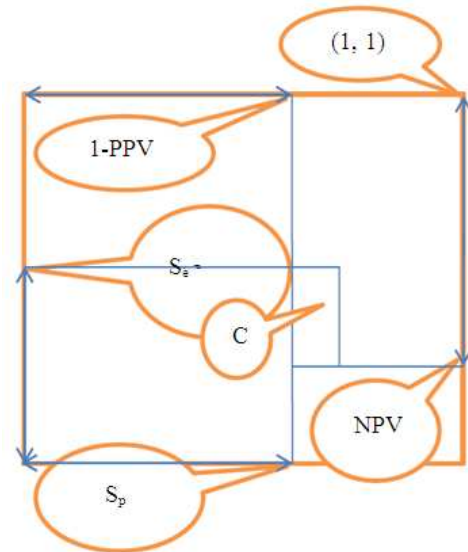 (1, 1)
1-PPV
Se
C
NPV
Sp